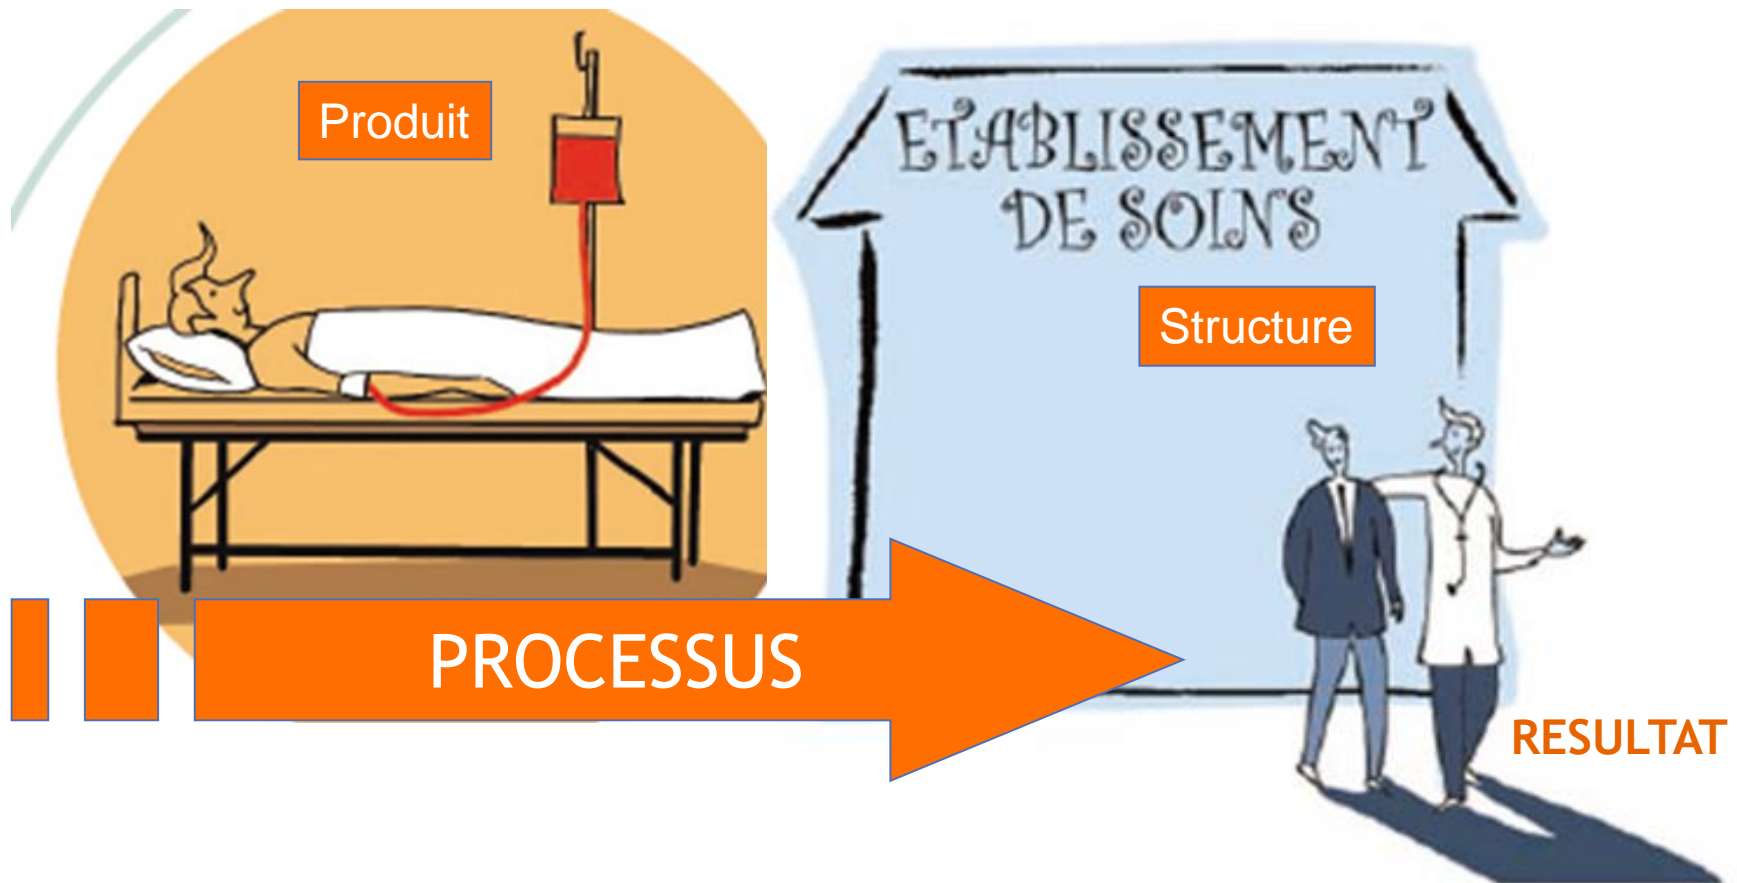 Produit
ETABLISSEMENT
DE SOINS
Structure
PROCESSUS
RESULTAT